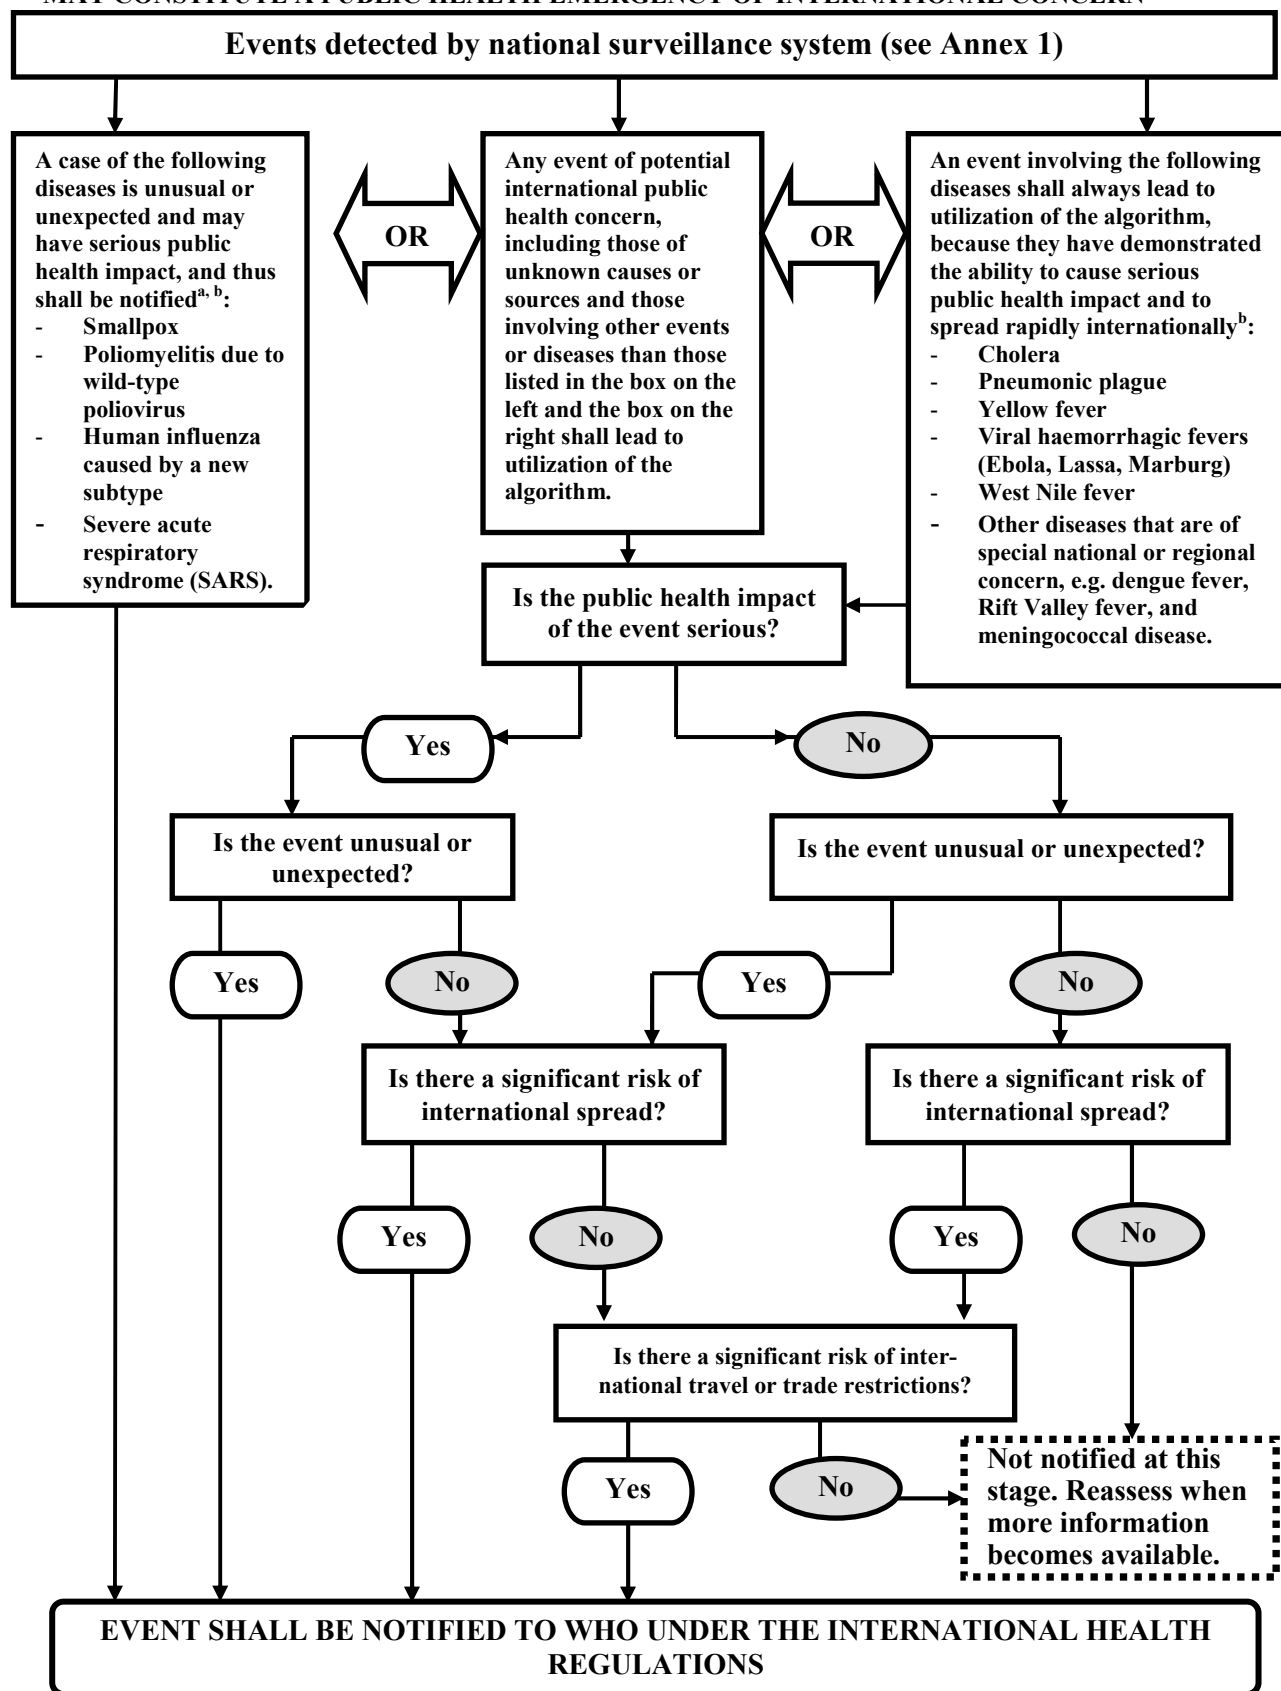 MAY CONSTITUTE A PUBLIC HEALTH EMERGENCY OF INTERNATIONAL CONCERN
Events detected by national surveillance system (see Annex 1)
A case of the following
diseases is unusual or
unexpected and may
have serious public
health impact, and thus
shall be notifiedᵃ, ᵇ:
- Smallpox
- Poliomyelitis due to
wild-type
poliovirus
- Human influenza
caused by a new
subtype
- Severe acute
respiratory
syndrome (SARS).
OR
Any event of potential
international public
health concern,
including those of
unknown causes or
sources and those
involving other events
or diseases than those
listed in the box on the
left and the box on the
right shall lead to
utilization of the
algorithm.
OR
An event involving the following
diseases shall always lead to
utilization of the algorithm,
because they have demonstrated
the ability to cause serious
public health impact and to
spread rapidly internationallyᵇ:
- Cholera
- Pneumonic plague
- Yellow fever
- Viral haemorrhagic fevers
(Ebola, Lassa, Marburg)
- West Nile fever
- Other diseases that are of
special national or regional
concern, e.g. dengue fever,
Rift Valley fever, and
meningococcal disease.
Is the public health impact
of the event serious?
Yes
No
Is the event unusual or
unexpected?
Is the event unusual or unexpected?
Yes
No
Yes
No
Is there a significant risk of
international spread?
Is there a significant risk of
international spread?
Yes
No
Yes
No
Is there a significant risk of inter-
national travel or trade restrictions?
Yes
No
Not notified at this
stage. Reassess when
more information
becomes available.
EVENT SHALL BE NOTIFIED TO WHO UNDER THE INTERNATIONAL HEALTH
REGULATIONS